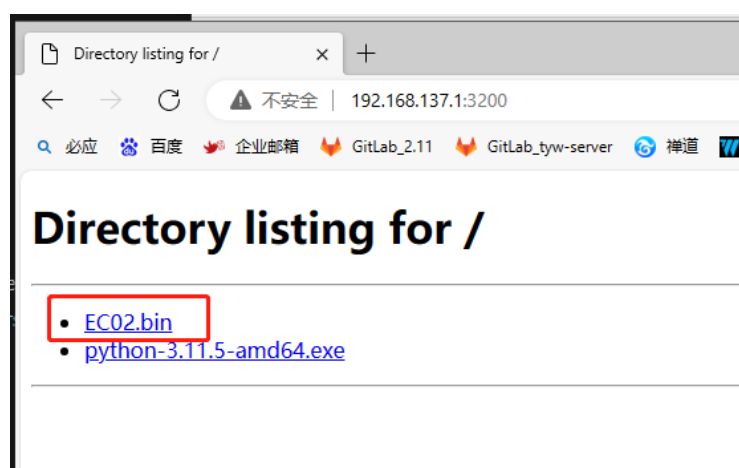 Directory listing for /
不安全 192.168.137.1:3200
必应 百度 企业邮箱 GitLab_2.11 GitLab_tyw-server 禅道
Directory listing for /
EC02.bin
python-3.11.5-amd64.exe